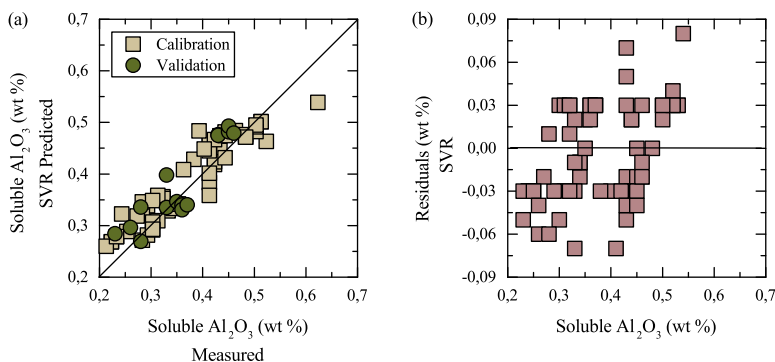 (a)
0,7
0,6
0,5
0,4
0,3
0,2
0,2 0,3 0,4 0,5 0,6 0,7
Soluble Al₂O₃ (wt %)
SVR Predicted
Calibration
Validation
Soluble Al₂O₃ (wt %)
Measured
(b)
0,09
0,06
0,03
0,00
-0,03
-0,06
-0,09
0,2 0,3 0,4 0,5 0,6 0,7
Residuals (wt %)
SVR
Soluble Al₂O₃ (wt %)